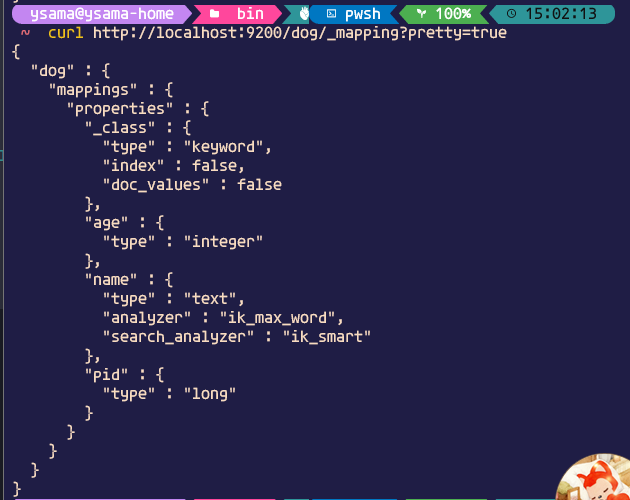 ysama@ysama-home bin pwsh 100% 15:02:13
~ curl http://localhost:9200/dog/_mapping?pretty=true
{
  "dog" : {
    "mappings" : {
      "properties" : {
        "_class" : {
          "type" : "keyword",
          "index" : false,
          "doc_values" : false
        },
        "age" : {
          "type" : "integer"
        },
        "name" : {
          "type" : "text",
          "analyzer" : "ik_max_word",
          "search_analyzer" : "ik_smart"
        },
        "pid" : {
          "type" : "long"
        }
      }
    }
  }
}